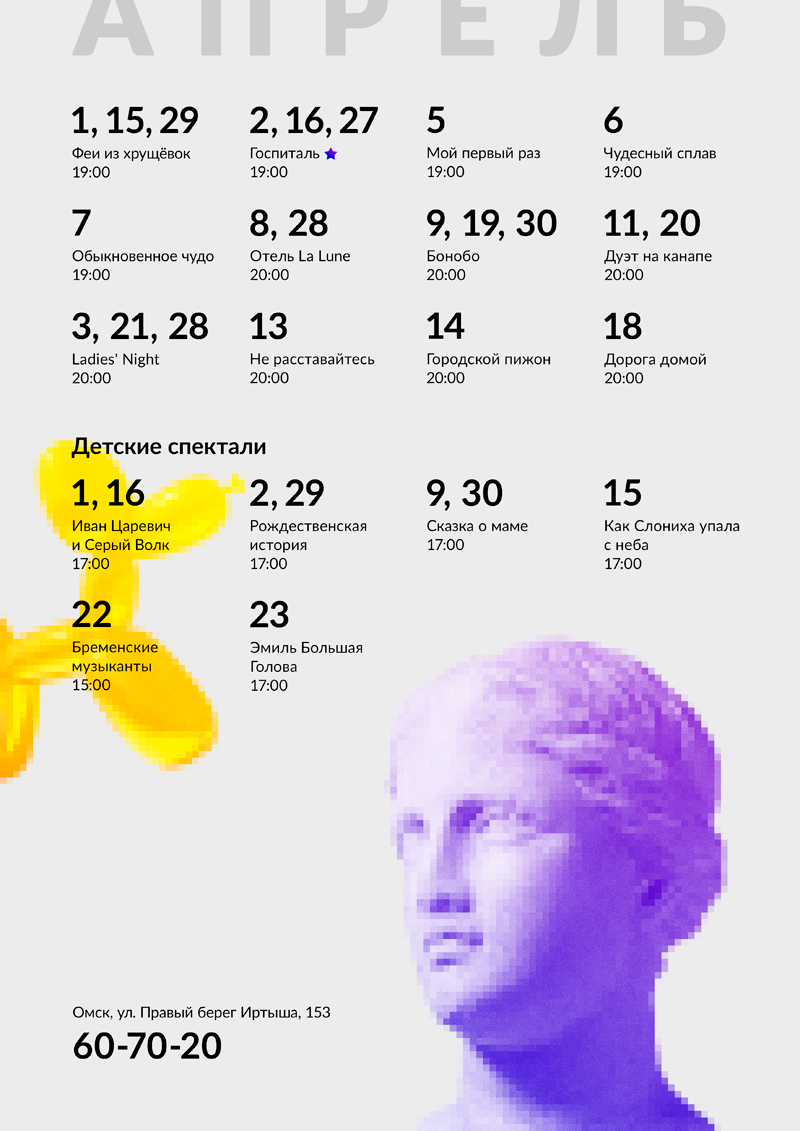 АПРЕЛЬ
1, 15, 29
Феи из хрущёвок
19:00
2, 16, 27
Госпиталь
19:00
5
Мой первый раз
19:00
6
Чудесный сплав
19:00
7
Обыкновенное чудо
19:00
8, 28
Отель La Lune
20:00
9, 19, 30
Бонобо
20:00
11, 20
Дуэт на канапе
20:00
3, 21, 28
Ladies' Night
20:00
13
Не расставайтесь
20:00
14
Городской пижон
20:00
18
Дорога домой
20:00
Детские спектали
1, 16
Иван Царевич
и Серый Волк
17:00
2, 29
Рождественская
история
17:00
9, 30
Сказка о маме
17:00
15
Как Слониха упала
с неба
17:00
22
Бременские
музыканты
15:00
23
Эмиль Большая
Голова
17:00
Омск, ул. Правый берег Иртыша, 153
60-70-20